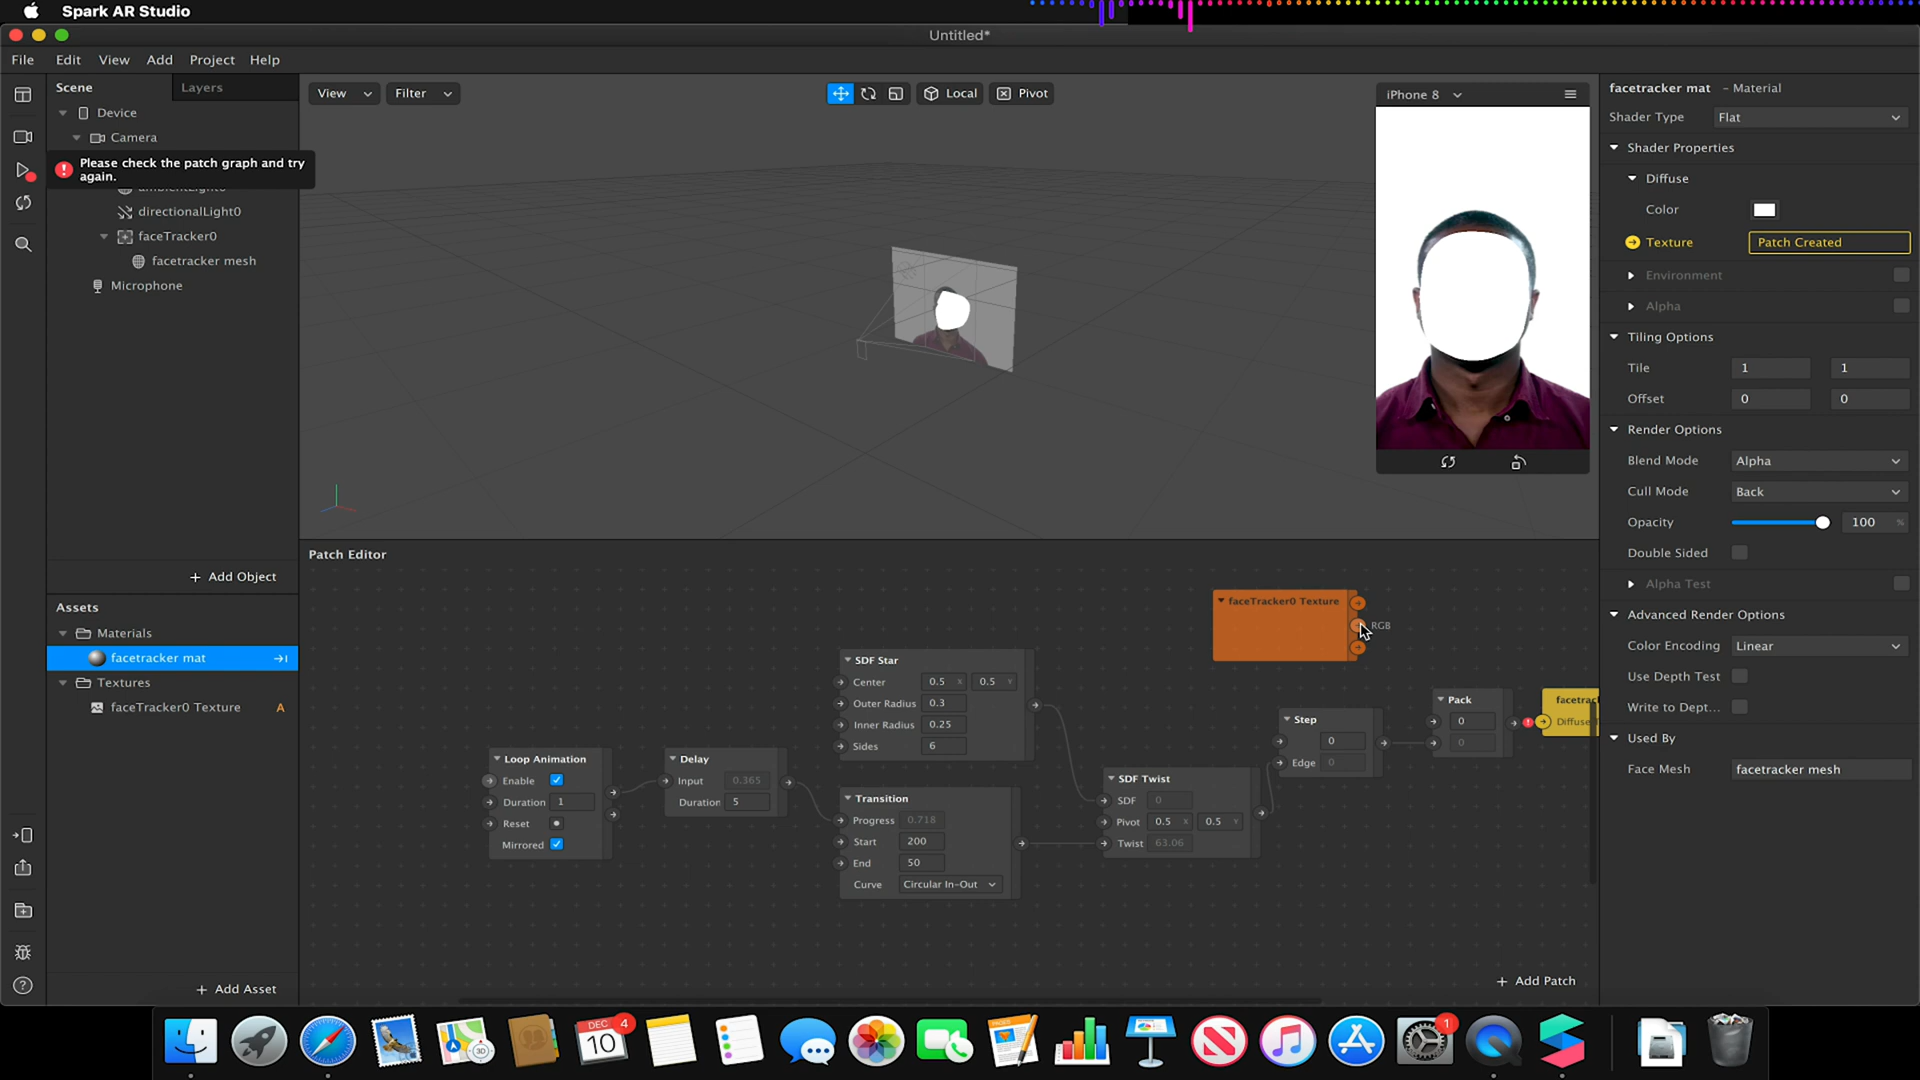 Spark AR Studio
Untitled*
File Edit View Add Project Help
Scene Layers
Device
Camera
Please check the patch graph and try
again.
ambientLight0
directionalLight0
faceTracker0
facetracker mesh
Microphone
+ Add Object
Assets
Materials
facetracker mat
Textures
faceTracker0 Texture A
+ Add Asset
View Filter Local Pivot
iPhone 8
Patch Editor
faceTracker0 Texture
RGB
SDF Star
Center 0.5 X 0.5 Y
Outer Radius 0.3
Inner Radius 0.25
Sides 6
Loop Animation
Enable
Duration 1
Reset
Mirrored
Delay
Input 0.365
Duration 5
Transition
Progress 0.718
Start 200
End 50
Curve Circular In-Out
SDF Twist
SDF 0
Pivot 0.5 X 0.5 Y
Twist 63.06
Step
0
Edge 0
Pack
0
0
facetrac
Diffuse T
+ Add Patch
facetracker mat - Material
Shader Type Flat
Shader Properties
Diffuse
Color
Texture Patch Created
Environment
Alpha
Tiling Options
Tile 1 1
Offset 0 0
Render Options
Blend Mode Alpha
Cull Mode Back
Opacity 100 %
Double Sided
Alpha Test
Advanced Render Options
Color Encoding Linear
Use Depth Test
Write to Dept...
Used By
Face Mesh facetracker mesh
3D
DEC.
10
4
1